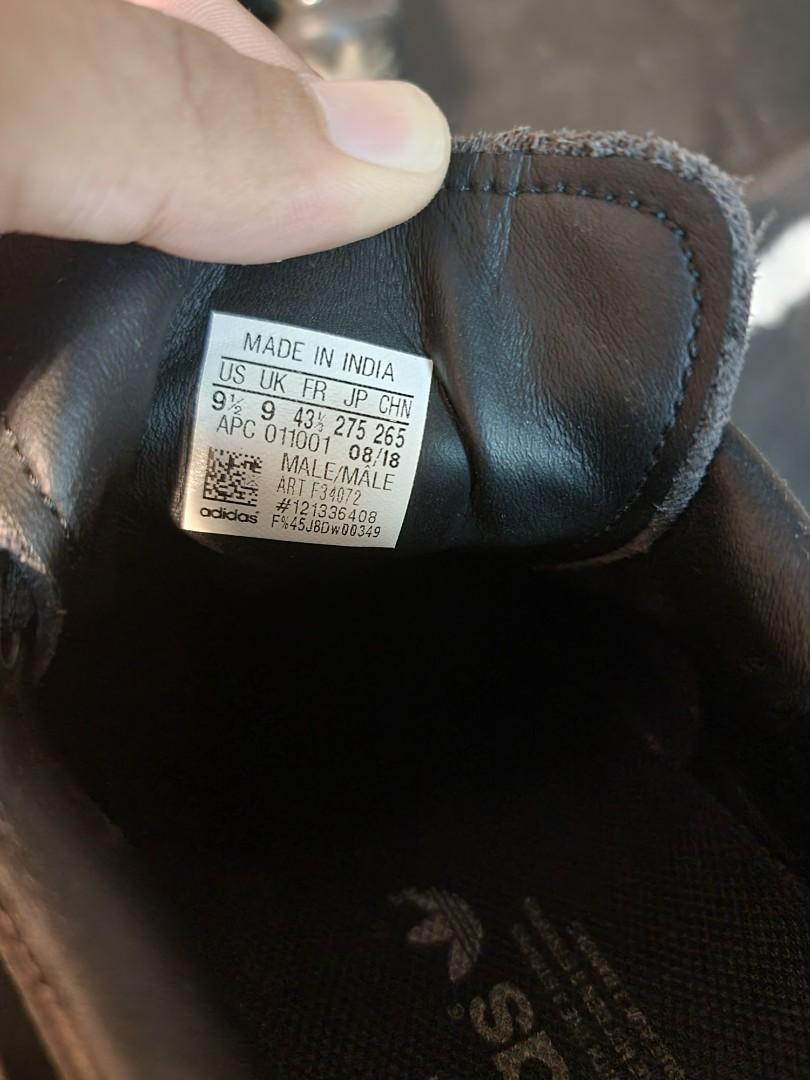 MADE IN INDIA
US UK FR JP CHN
9½ 9 43⅓ 275 265
APC 011001 08/18
MALE/MÂLE
ART F34072
#121336408
adidas® F%45J8Dw00349